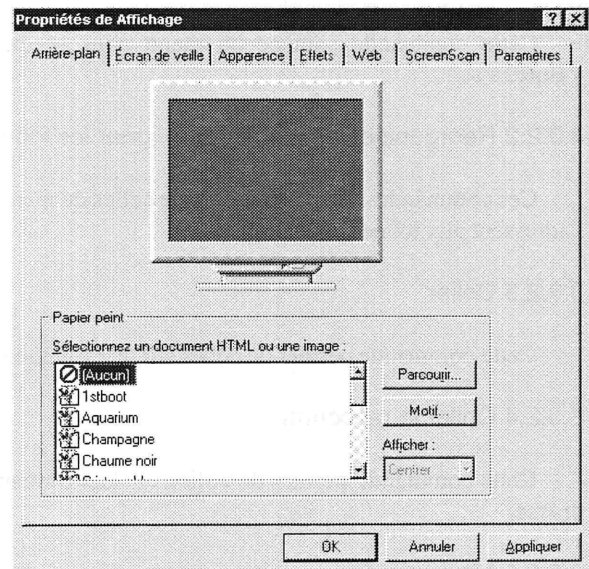 Propriétés de Affichage
Arrière-plan Écran de veille Apparence Effets Web ScreenScan Paramètres
Papier peint
Sélectionnez un document HTML ou une image :
(Aucun)
1stboot
Aquarium
Champagne
Chaume noir
Parcourir...
Motif...
Afficher :
Centrer
OK
Annuler
Appliquer